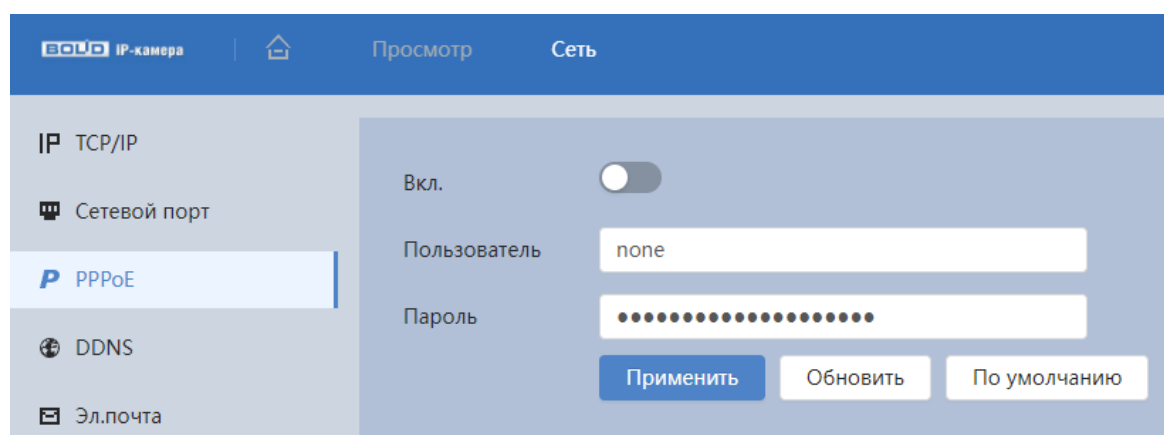 BOLID IP-камера Просмотр Сеть
TCP/IP
Вкл.
Сетевой порт
Пользователь none
PPPoE
Пароль ••••••••••••••••••••
DDNS
Применить Обновить По умолчанию
Эл.почта